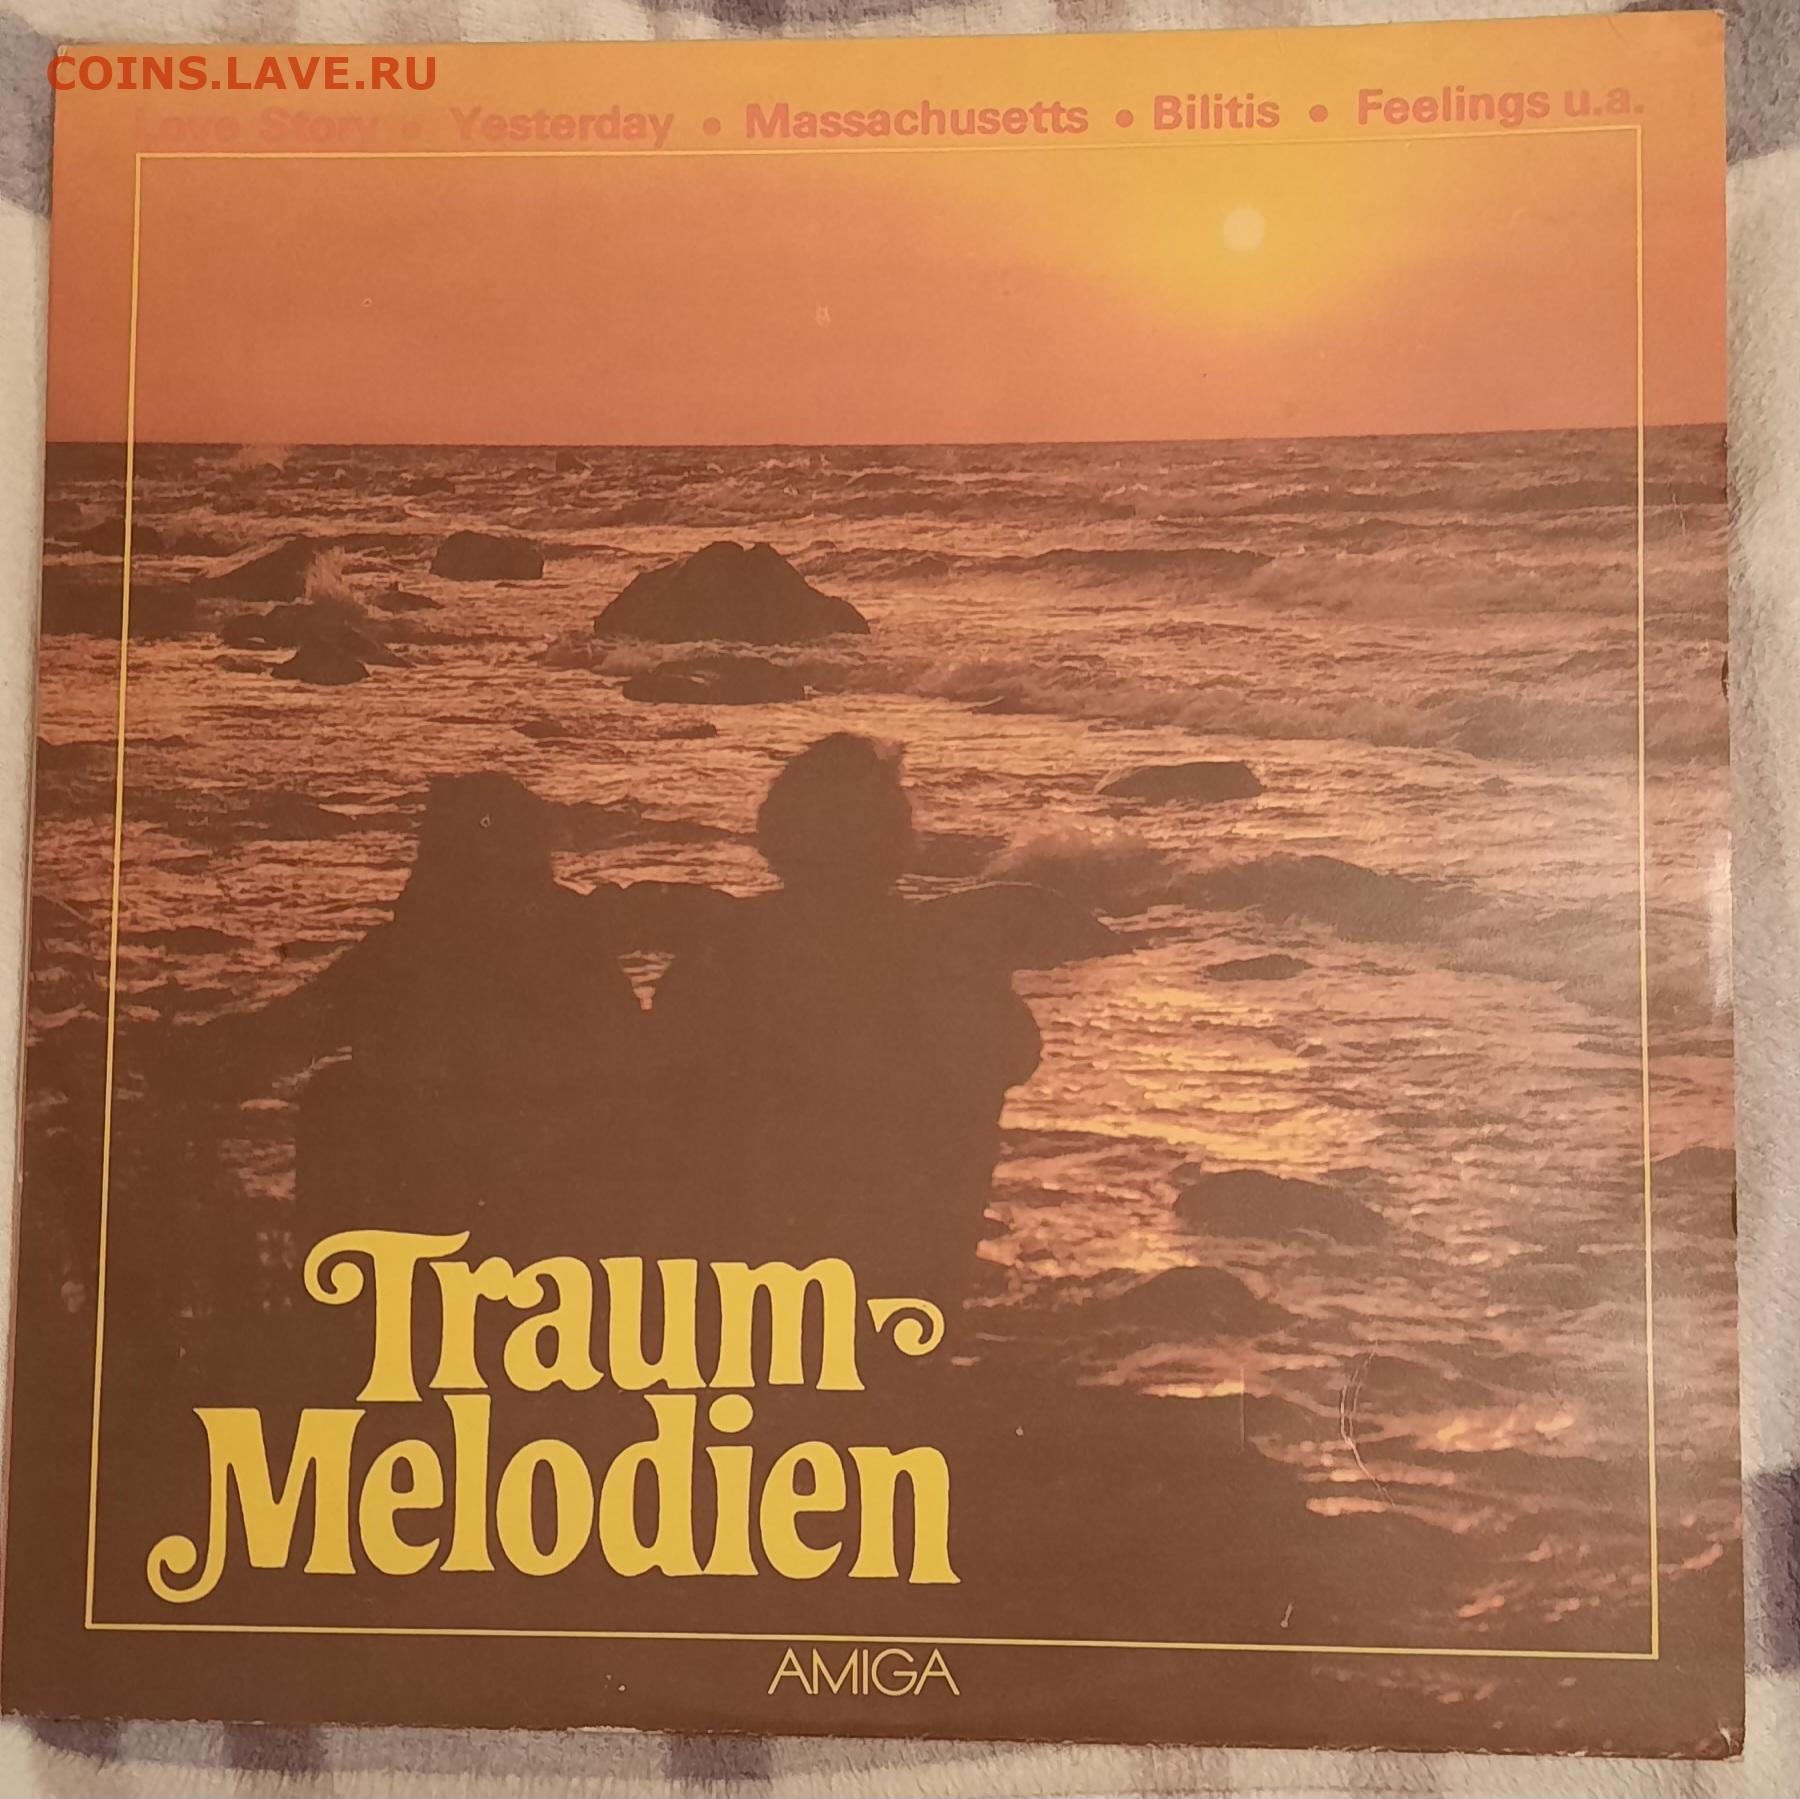 COINS.LAVE.RU
Love Story • Yesterday • Massachusetts • Bilitis • Feelings u.a.
Traum-
Melodien
AMIGA